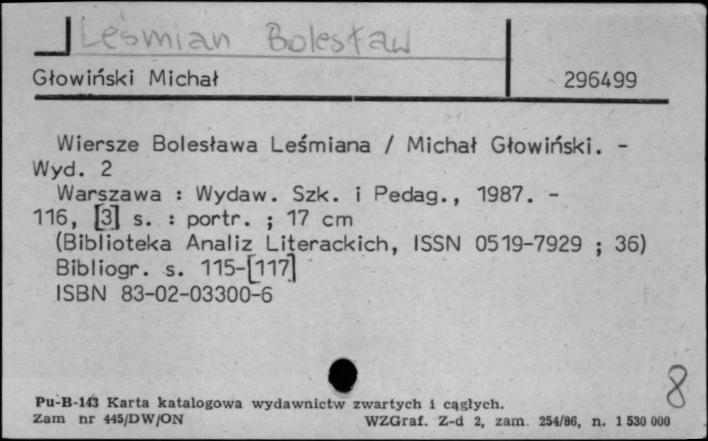 Leśmian Bolesław
Głowiński Michał 296499
Wiersze Bolesława Leśmiana / Michał Głowiński. -
Wyd. 2
Warszawa : Wydaw. Szk. i Pedag., 1987. -
116, [3] s. : portr. ; 17 cm
(Biblioteka Analiz Literackich, ISSN 0519-7929 ; 36)
Bibliogr. s. 115-[117]
ISBN 83-02-03300-6
8
Pu-B-143 Karta katalogowa wydawnictw zwartych i ciągłych.
Zam nr 445/DW/ON WZGraf. Z-d 2, zam. 254/86, n. 1 530 000